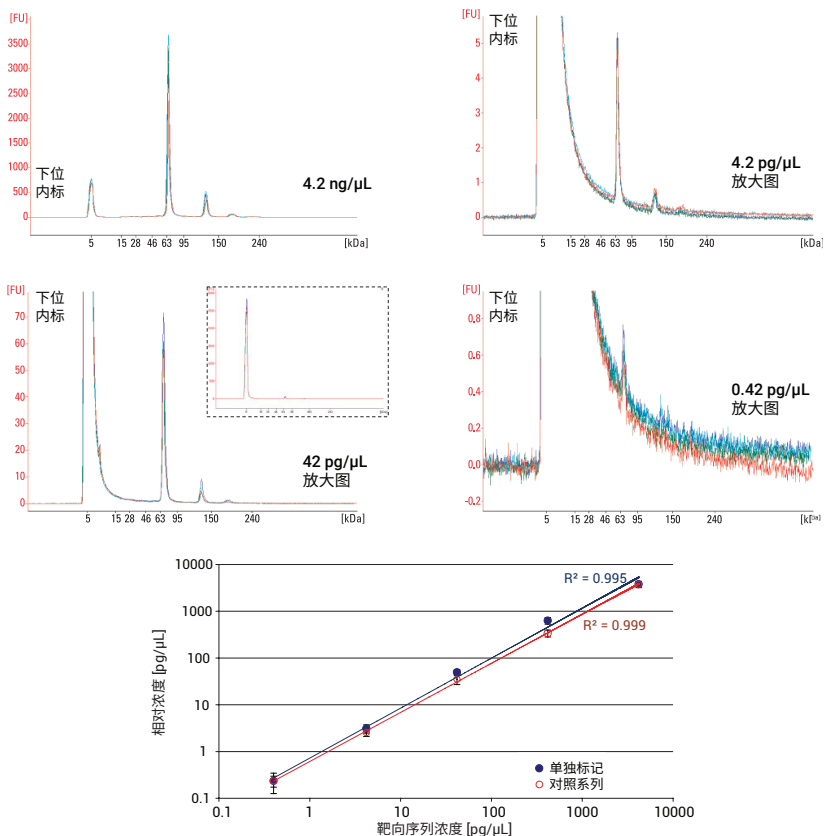 [FU]
3500
3000
2500
2000
1500
1000
500
0
下位
内标
4.2 ng/μL
5 15 28 46 63 95 150 240 [kDa]
[FU]
5
4
3
2
1
0
下位
内标
4.2 pg/μL
放大图
5 15 28 46 63 95 150 240 [kDa]
[FU]
70
60
50
40
30
20
10
0
下位
内标
42 pg/μL
放大图
5 15 28 46 63 95 150 240 [kDa]
[FU]
0.8
0.6
0.4
0.2
0.0
-0.2
下位
内标
0.42 pg/μL
放大图
5 15 28 46 63 95 150 240
10000
1000
100
10
1
0.1
相对浓度 [pg/μL]
R² = 0.995
R² = 0.999
单独标记
对照系列
0.1 1 10 100 1000 10000
靶向序列浓度 [pg/μL]